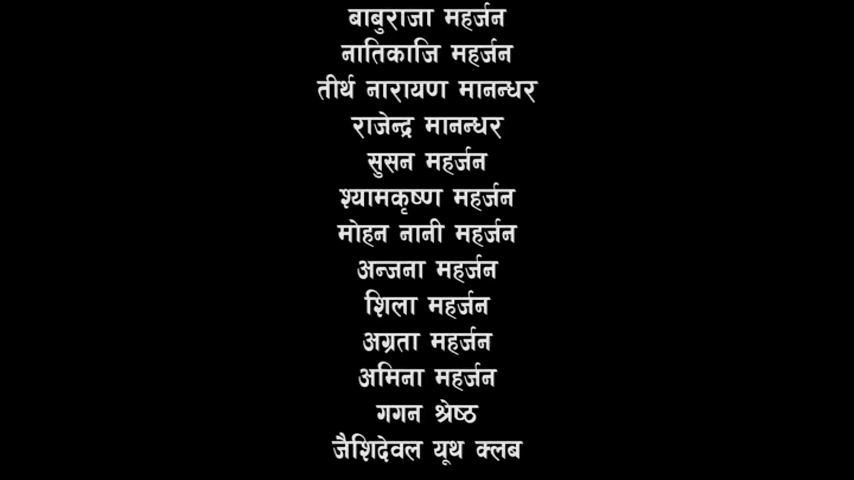 बाबुराजा महर्जन
नातिकाजि महर्जन
तीर्थ नारायण मानन्धर
राजेन्द्र मानन्धर
सुसन महर्जन
श्यामकृष्ण महर्जन
मोहन नानी महर्जन
अन्जना महर्जन
शिला महर्जन
अग्रता महर्जन
अमिना महर्जन
गगन श्रेष्ठ
जैशिदेवल यूथ क्लब